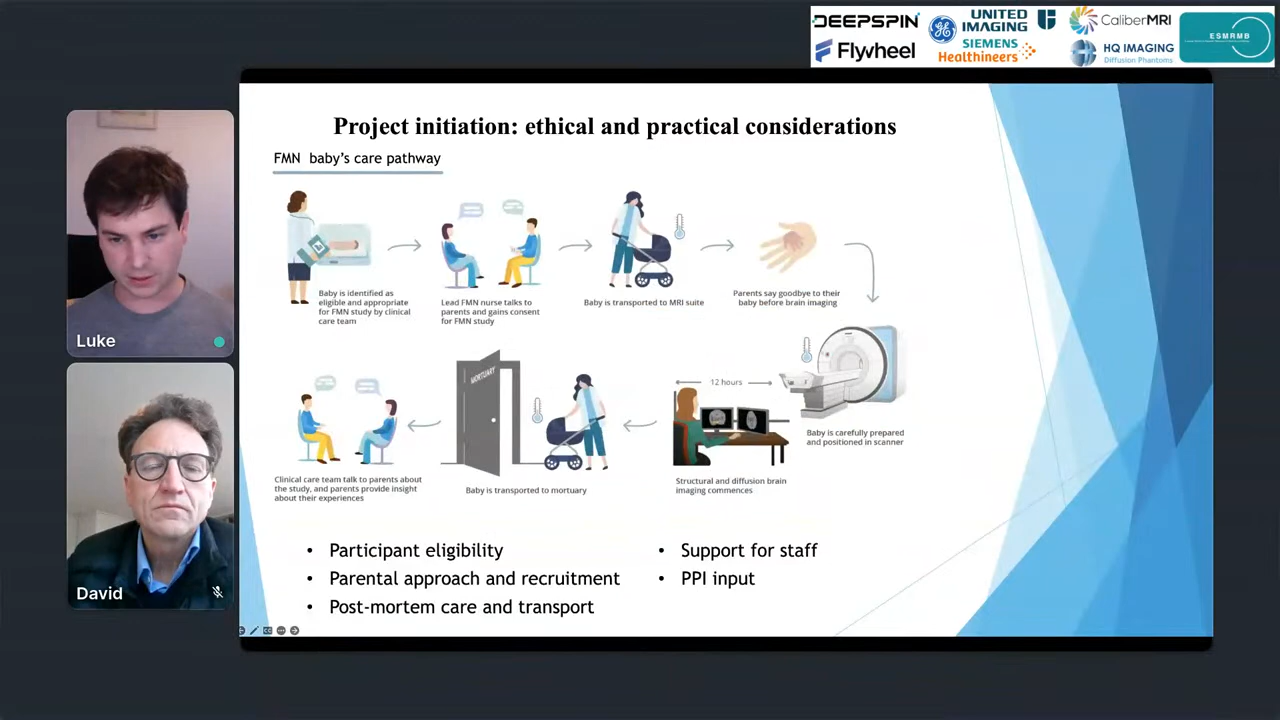 DEEPSPIN
UNITED
IMAGING
CaliberMRI
ESMRMB
Flywheel
GE
SIEMENS
Healthineers
HQ IMAGING
Diffusion Phantoms
Project initiation: ethical and practical considerations
FMN baby's care pathway
Baby is identified as
eligible and appropriate
for FMN study by clinical
care team
Lead FMN nurse talks to
parents and gains consent
for FMN study
Baby is transported to MRI suite
Parents say goodbye to their
baby before brain imaging
Luke
MORTUARY
12 hours
Baby is carefully prepared
and positioned in scanner
Clinical care team talk to parents about
the study, and parents provide insight
about their experiences
Baby is transported to mortuary
Structural and diffusion brain
imaging commences
• Participant eligibility
• Parental approach and recruitment
• Post-mortem care and transport
• Support for staff
• PPI input
David